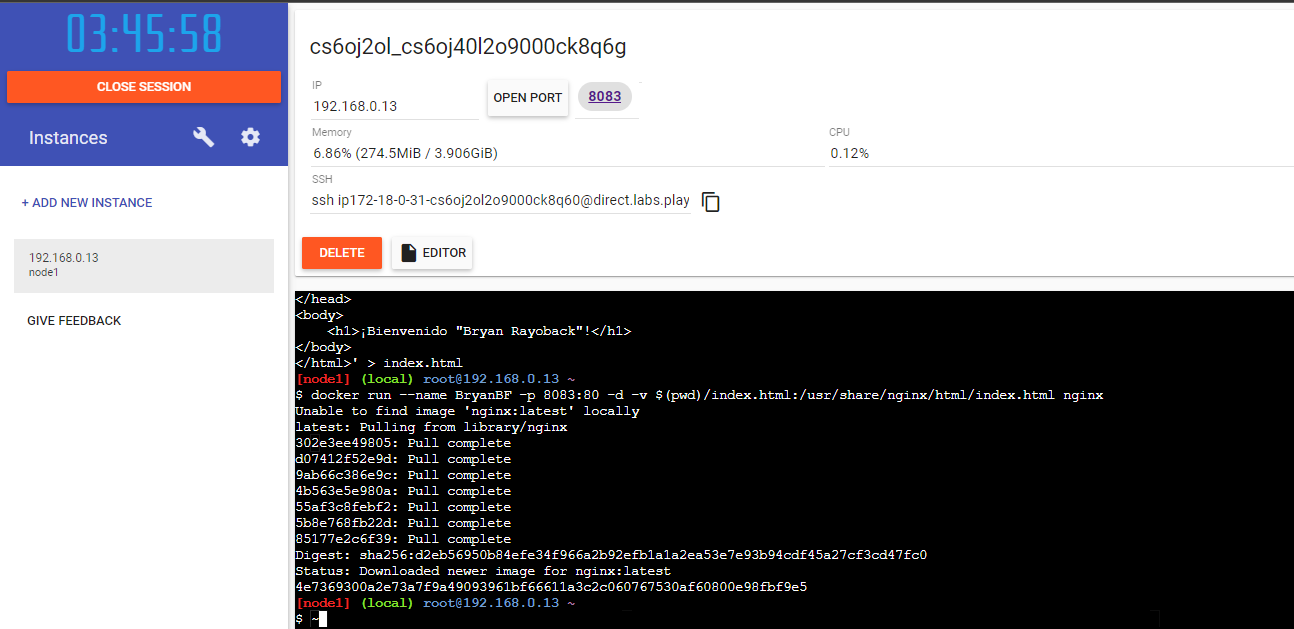 03:45:58
CLOSE SESSION
Instances
+ ADD NEW INSTANCE
192.168.0.13
node1
GIVE FEEDBACK
cs6oj2ol_cs6oj40l2o9000ck8q6g
IP
192.168.0.13
OPEN PORT
8083
Memory
6.86% (274.5MiB / 3.906GiB)
CPU
0.12%
SSH
ssh ip172-18-0-31-cs6oj2ol2o9000ck8q60@direct.labs.play
DELETE
EDITOR
</head>
<body>
    <h1>¡Bienvenido "Bryan Rayoback"!</h1>
</body>
</html>' > index.html
[node1] (local) root@192.168.0.13 ~
$ docker run --name BryanBF -p 8083:80 -d -v $(pwd)/index.html:/usr/share/nginx/html/index.html nginx
Unable to find image 'nginx:latest' locally
latest: Pulling from library/nginx
302e3ee49805: Pull complete
d07412f52e9d: Pull complete
9ab66c386e9c: Pull complete
4b563e5e980a: Pull complete
55af3c8febf2: Pull complete
5b8e768fb22d: Pull complete
85177e2c6f39: Pull complete
Digest: sha256:d2eb56950b84efe34f966a2b92efb1a1a2ea53e7e93b94cdf45a27cf3cd47fc0
Status: Downloaded newer image for nginx:latest
4e7369300a2e73a7f9a49093961bf66611a3c2c060767530af60800e98fbf9e5
[node1] (local) root@192.168.0.13 ~
$ ~